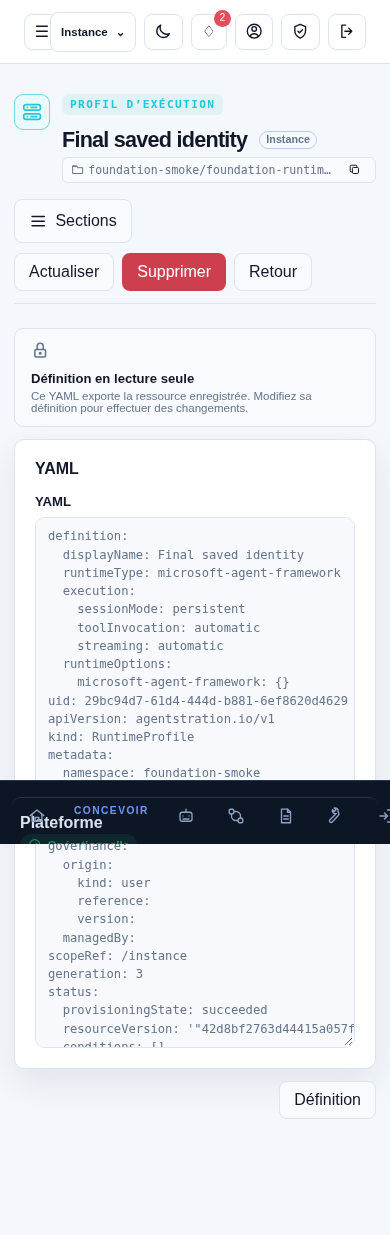 Instance
2
PROFIL D’EXÉCUTION
Final saved identity
Instance
foundation-smoke/foundation-runtim…
Sections
Actualiser
Supprimer
Retour
Définition en lecture seule
Ce YAML exporte la ressource enregistrée. Modifiez sa
définition pour effectuer des changements.
YAML
YAML
definition:
  displayName: Final saved identity
  runtimeType: microsoft-agent-framework
  execution:
    sessionMode: persistent
    toolInvocation: automatic
    streaming: automatic
  runtimeOptions:
    microsoft-agent-framework: {}
uid: 29bc94d7-61d4-444d-b881-6ef8620d4629
apiVersion: agentstration.io/v1
kind: RuntimeProfile
metadata:
  namespace: foundation-smoke
CONCEVOIR
Plateforme
governance:
  origin:
    kind: user
    reference:
    version:
  managedBy:
scopeRef: /instance
generation: 3
status:
  provisioningState: succeeded
  resourceVersion: '"42d8bf2763d44415a057f
  conditions: []
Définition